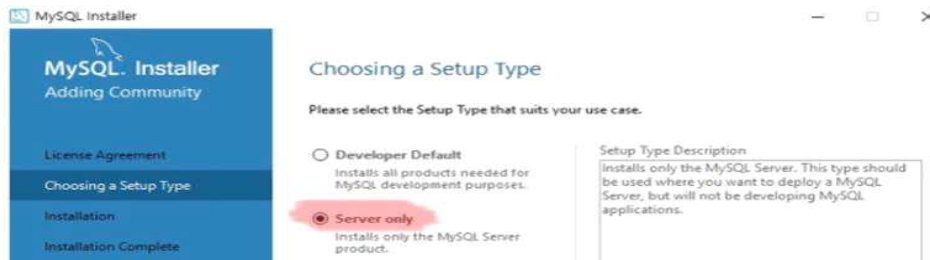 MySQL Installer
MySQL. Installer
Adding Community
License Agreement
Choosing a Setup Type
Installation
Installation Complete
Choosing a Setup Type
Please select the Setup Type that suits your use case.
Developer Default
Installs all products needed for
MySQL development purposes.
Server only
Installs only the MySQL Server
product.
Setup Type Description
Installs only the MySQL Server. This type should
be used where you want to deploy a MySQL
Server, but will not be developing MySQL
applications.